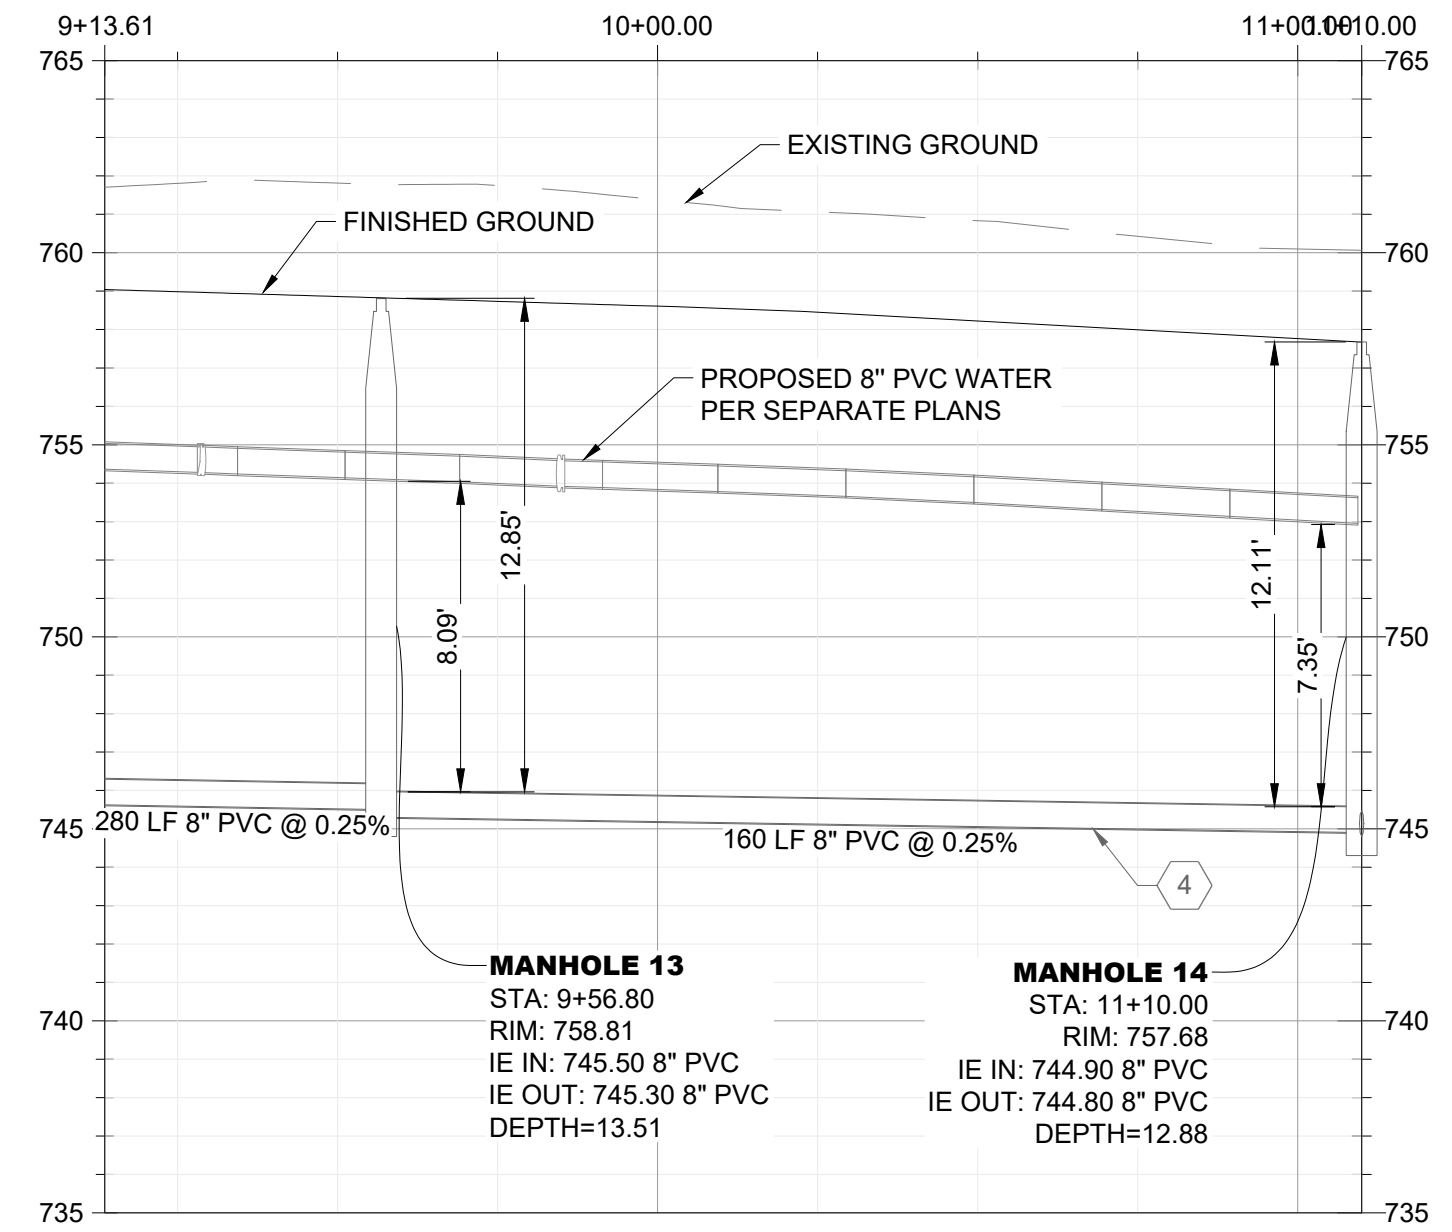 9+13.61
10+00.00
11+00.00
11+10.00
765
765
EXISTING GROUND
FINISHED GROUND
760
760
PROPOSED 8" PVC WATER
PER SEPARATE PLANS
755
755
12.85'
12.11'
8.09'
7.35'
750
750
280 LF 8" PVC @ 0.25%
745
745
160 LF 8" PVC @ 0.25%
4
MANHOLE 13
STA: 9+56.80
RIM: 758.81
IE IN: 745.50 8" PVC
IE OUT: 745.30 8" PVC
DEPTH=13.51
MANHOLE 14
STA: 11+10.00
RIM: 757.68
IE IN: 744.90 8" PVC
IE OUT: 744.80 8" PVC
DEPTH=12.88
740
740
735
735